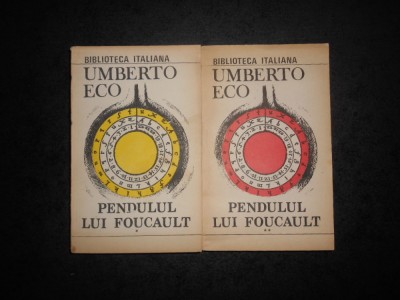 BIBLIOTECA ITALIANA
UMBERTO
ECO
PENDULUL
LUI FOUCAULT
*
BIBLIOTECA ITALIANA
UMBERTO
ECO
PENDULUL
LUI FOUCAULT
**